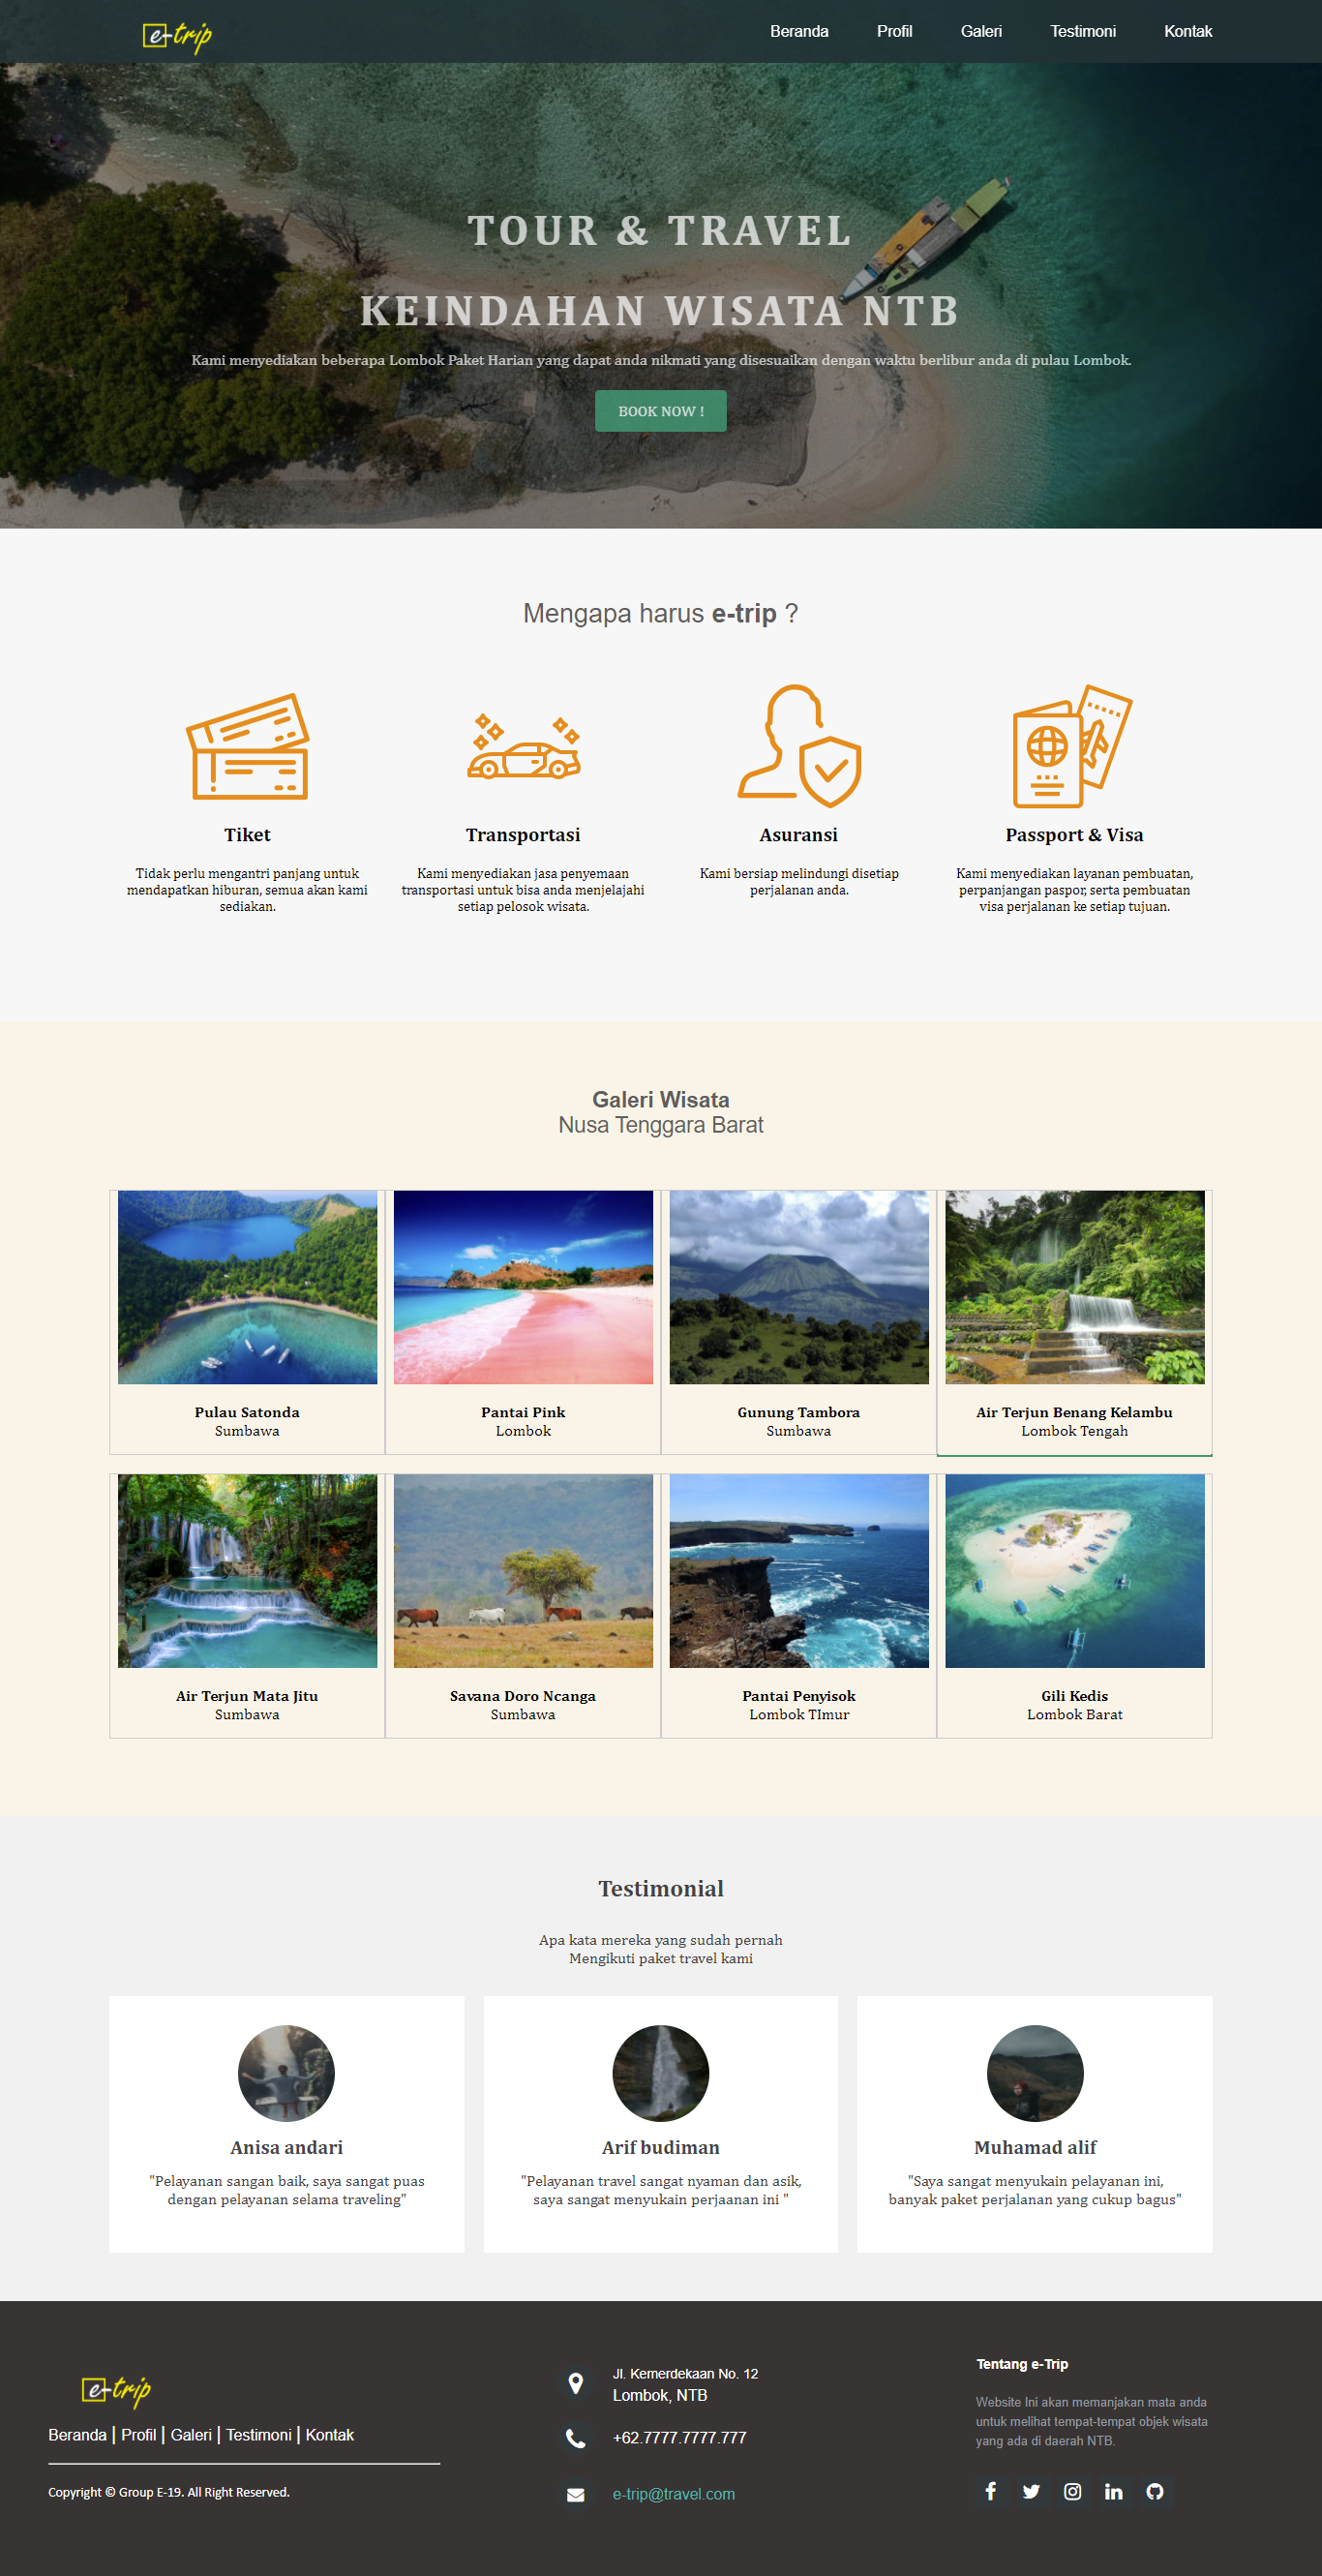 e-trip
Beranda Profil Galeri Testimoni Kontak
TOUR & TRAVEL
KEINDAHAN WISATA NTB
Kami menyediakan beberapa Lombok Paket Harian yang dapat anda nikmati yang disesuaikan dengan waktu berlibur anda di pulau Lombok.
BOOK NOW !
Mengapa harus e-trip ?
Tiket
Tidak perlu mengantri panjang untuk
mendapatkan hiburan, semua akan kami
sediakan.
Transportasi
Kami menyediakan jasa penyemaan
transportasi untuk bisa anda menjelajahi
setiap pelosok wisata.
Asuransi
Kami bersiap melindungi disetiap
perjalanan anda.
Passport & Visa
Kami menyediakan layanan pembuatan,
perpanjangan paspor, serta pembuatan
visa perjalanan ke setiap tujuan.
Galeri Wisata
Nusa Tenggara Barat
Pulau Satonda
Sumbawa
Pantai Pink
Lombok
Gunung Tambora
Sumbawa
Air Terjun Benang Kelambu
Lombok Tengah
Air Terjun Mata Jitu
Sumbawa
Savana Doro Ncanga
Sumbawa
Pantai Penyisok
Lombok TImur
Gili Kedis
Lombok Barat
Testimonial
Apa kata mereka yang sudah pernah
Mengikuti paket travel kami
Anisa andari
"Pelayanan sangan baik, saya sangat puas
dengan pelayanan selama traveling"
Arif budiman
"Pelayanan travel sangat nyaman dan asik,
saya sangat menyukain perjaanan ini "
Muhamad alif
"Saya sangat menyukain pelayanan ini,
banyak paket perjalanan yang cukup bagus"
e-trip
Beranda | Profil | Galeri | Testimoni | Kontak
Copyright © Group E-19. All Right Reserved.
Jl. Kemerdekaan No. 12
Lombok, NTB
+62.7777.7777.777
e-trip@travel.com
Tentang e-Trip
Website Ini akan memanjakan mata anda
untuk melihat tempat-tempat objek wisata
yang ada di daerah NTB.